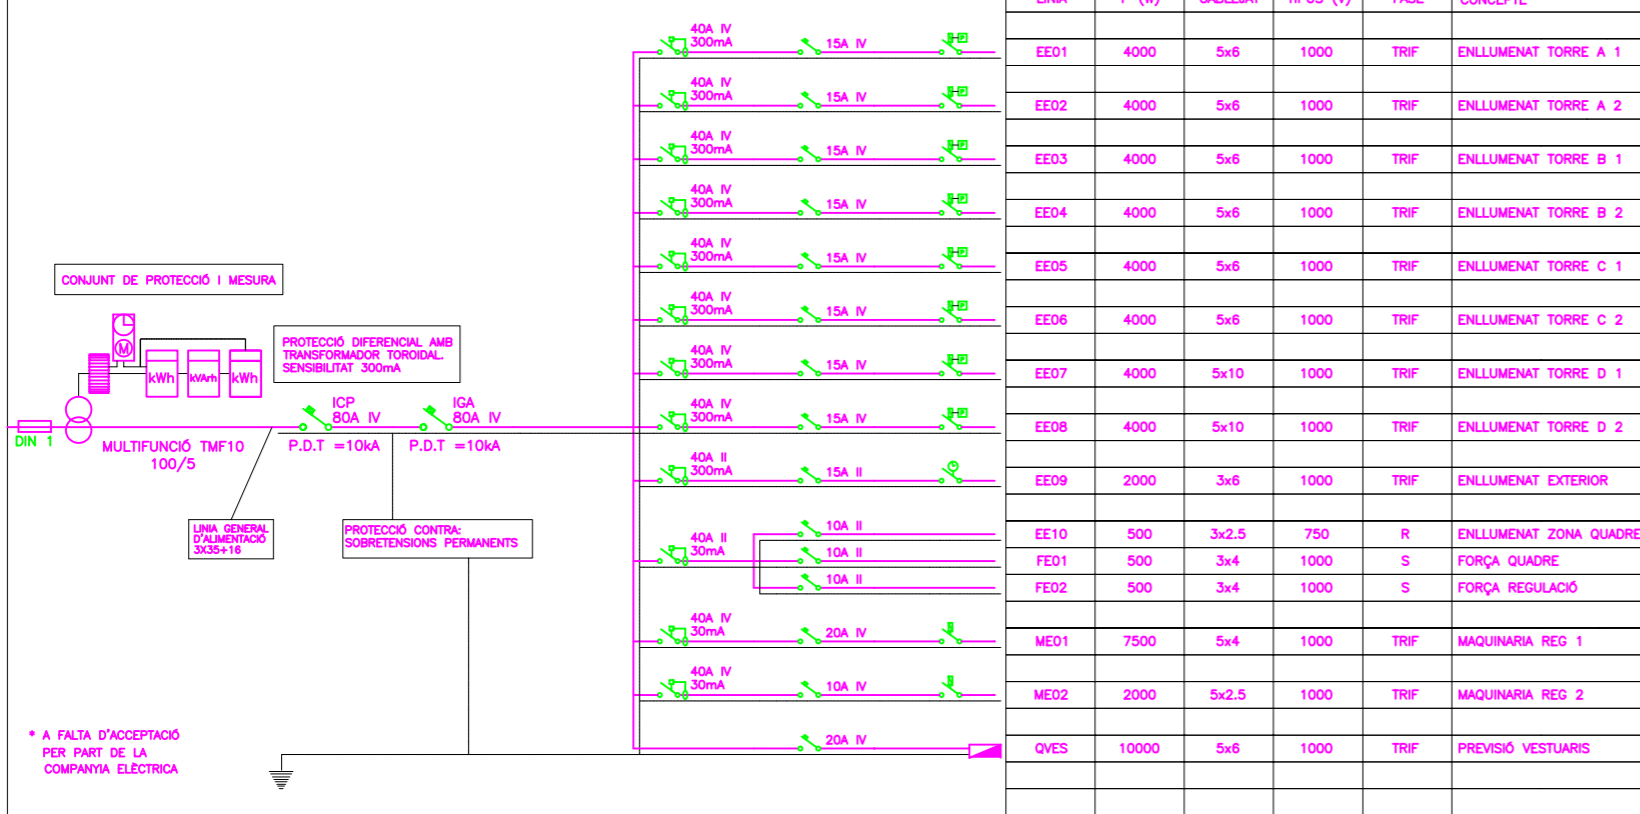 LINIA P (W) CABLEJAT TIPUS (V) FASE CONCEPTE
40A IV
300mA
15A IV
EE01 4000 5x6 1000 TRIF ENLLUMENAT TORRE A 1
40A IV
300mA
15A IV
EE02 4000 5x6 1000 TRIF ENLLUMENAT TORRE A 2
40A IV
300mA
15A IV
EE03 4000 5x6 1000 TRIF ENLLUMENAT TORRE B 1
40A IV
300mA
15A IV
EE04 4000 5x6 1000 TRIF ENLLUMENAT TORRE B 2
40A IV
300mA
15A IV
EE05 4000 5x6 1000 TRIF ENLLUMENAT TORRE C 1
40A IV
300mA
15A IV
EE06 4000 5x6 1000 TRIF ENLLUMENAT TORRE C 2
40A IV
300mA
15A IV
EE07 4000 5x10 1000 TRIF ENLLUMENAT TORRE D 1
40A IV
300mA
15A IV
EE08 4000 5x10 1000 TRIF ENLLUMENAT TORRE D 2
40A II
300mA
15A II
EE09 2000 3x6 1000 TRIF ENLLUMENAT EXTERIOR
40A II
30mA
10A II
EE10 500 3x2.5 750 R ENLLUMENAT ZONA QUADRE
10A II
FE01 500 3x4 1000 S FORÇA QUADRE
10A II
FE02 500 3x4 1000 S FORÇA REGULACIÓ
40A IV
30mA
20A IV
ME01 7500 5x4 1000 TRIF MAQUINARIA REG 1
40A IV
30mA
10A IV
ME02 2000 5x2.5 1000 TRIF MAQUINARIA REG 2
20A IV
QVES 10000 5x6 1000 TRIF PREVISIÓ VESTUARIS
CONJUNT DE PROTECCIÓ I MESURA
M
kWh kVArh kWh
PROTECCIÓ DIFERENCIAL AMB
TRANSFORMADOR TOROIDAL.
SENSIBILITAT 300mA
DIN 1
MULTIFUNCIÓ TMF10
100/5
ICP
80A IV
P.D.T =10kA
IGA
80A IV
P.D.T =10kA
LINIA GENERAL
D'ALIMENTACIÓ
3X35+16
PROTECCIÓ CONTRA:
SOBRETENSIONS PERMANENTS
* A FALTA D'ACCEPTACIÓ
PER PART DE LA
COMPANYIA ELÈCTRICA